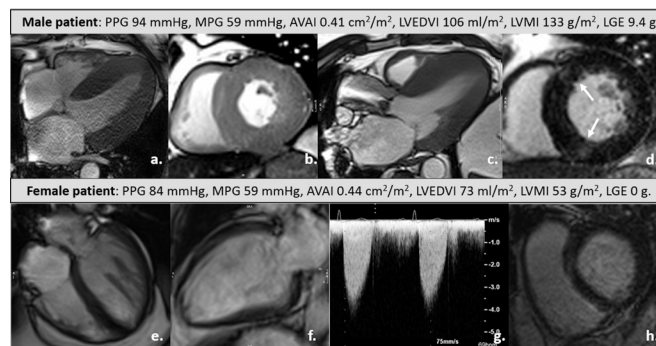 Male patient: PPG 94 mmHg, MPG 59 mmHg, AVAI 0.41 cm²/m², LVEDVI 106 ml/m², LVMI 133 g/m², LGE 9.4 g
a.
b.
c.
d.
Female patient: PPG 84 mmHg, MPG 59 mmHg, AVAI 0.44 cm²/m², LVEDVI 73 ml/m², LVMI 53 g/m², LGE 0 g.
m/s
-1.0
-2.0
-3.0
-4.0
-5.0
75mm/s
e.
f.
g.
h.